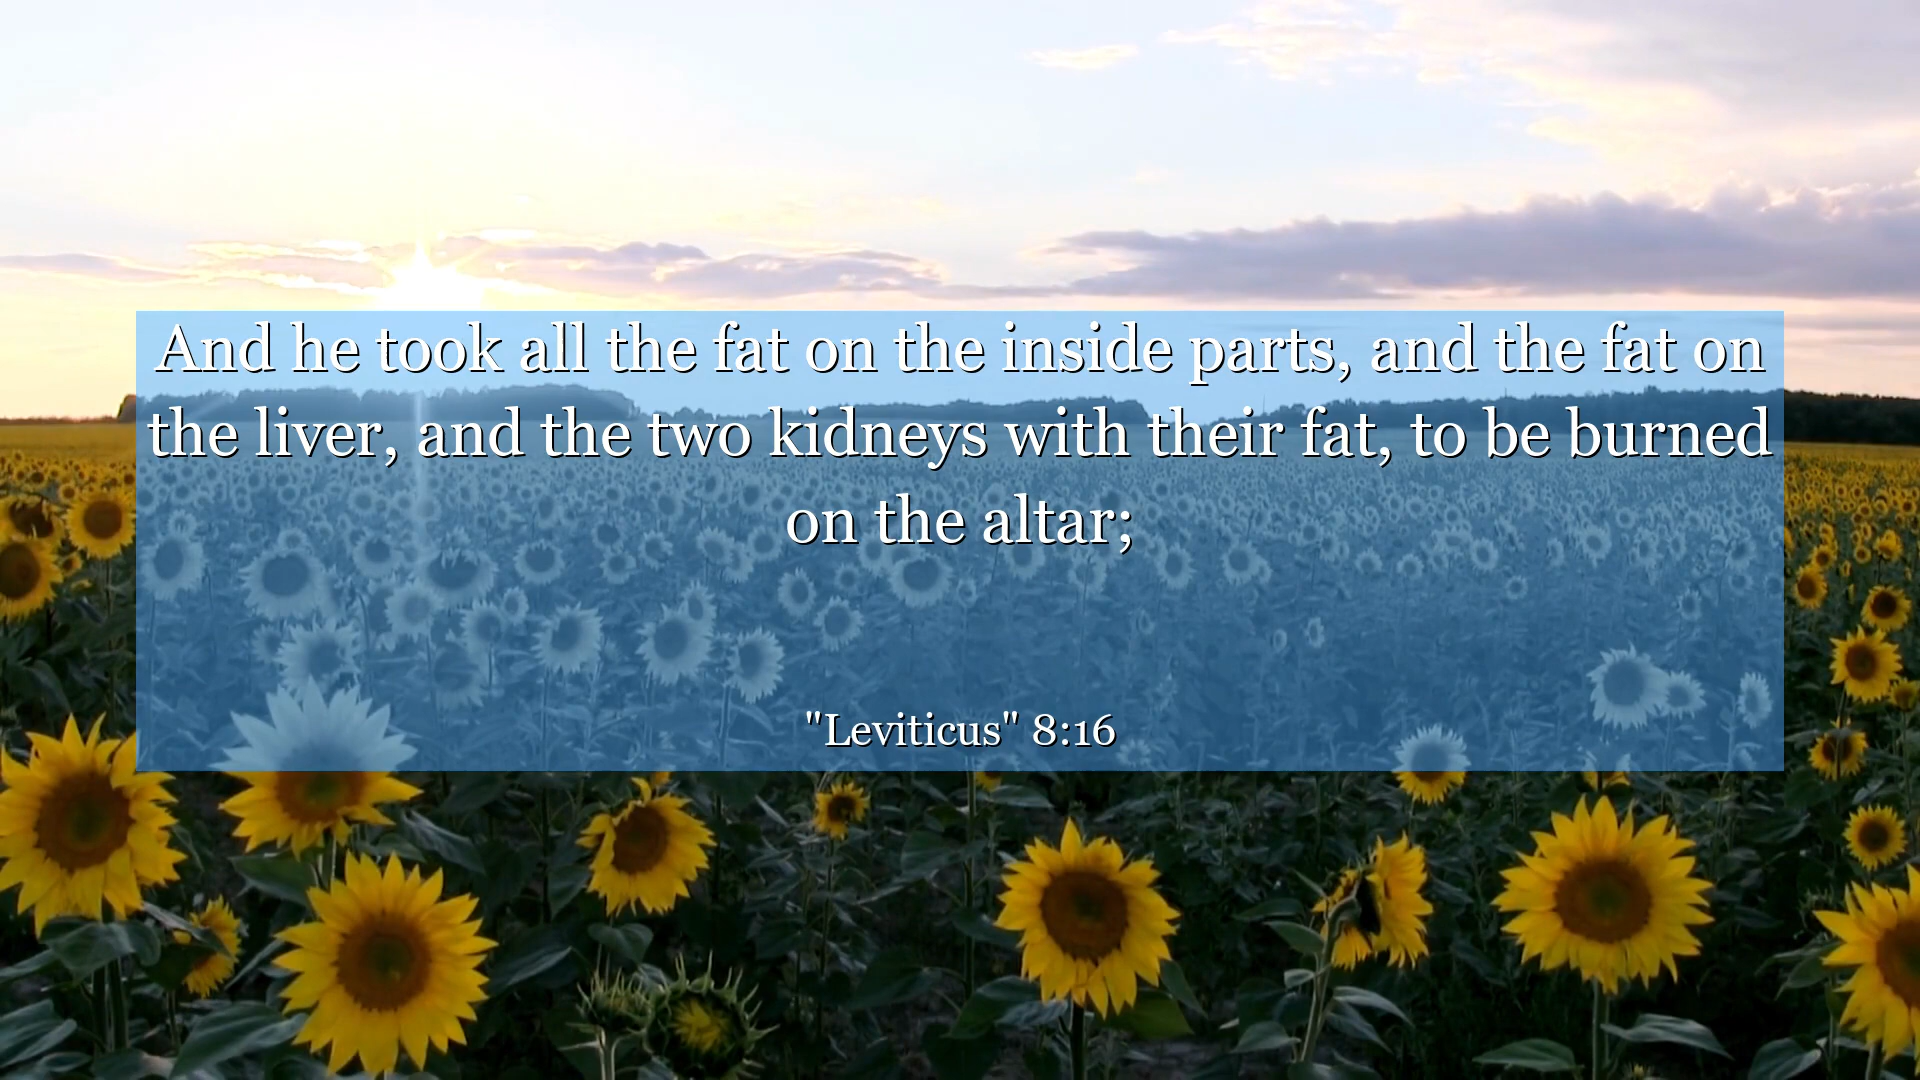 And he took all the fat on the inside parts, and the fat on
the liver, and the two kidneys with their fat, to be burned
on the altar;
"Leviticus" 8:16